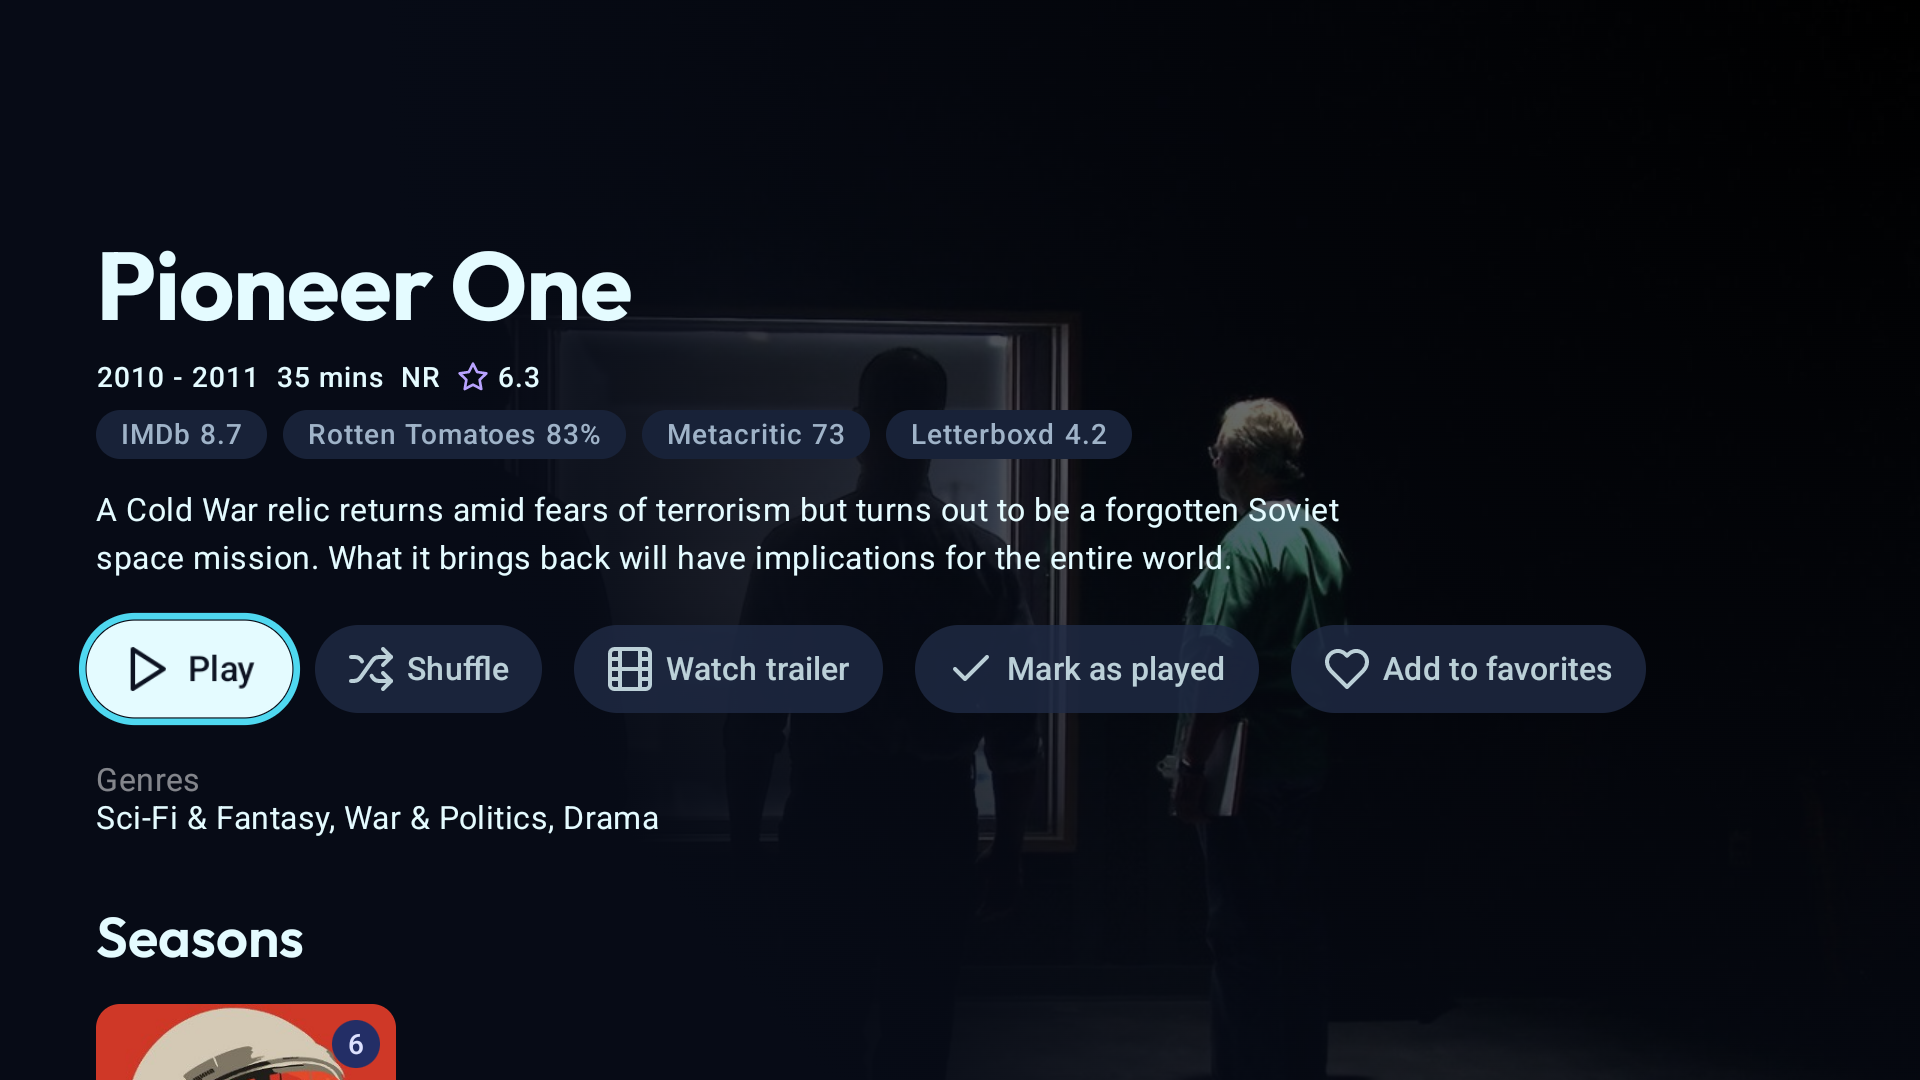 Pioneer One
2010 - 2011 35 mins NR 6.3
IMDb 8.7 Rotten Tomatoes 83% Metacritic 73 Letterboxd 4.2
A Cold War relic returns amid fears of terrorism but turns out to be a forgotten Soviet
space mission. What it brings back will have implications for the entire world.
Play Shuffle Watch trailer Mark as played Add to favorites
Genres
Sci-Fi & Fantasy, War & Politics, Drama
Seasons
6